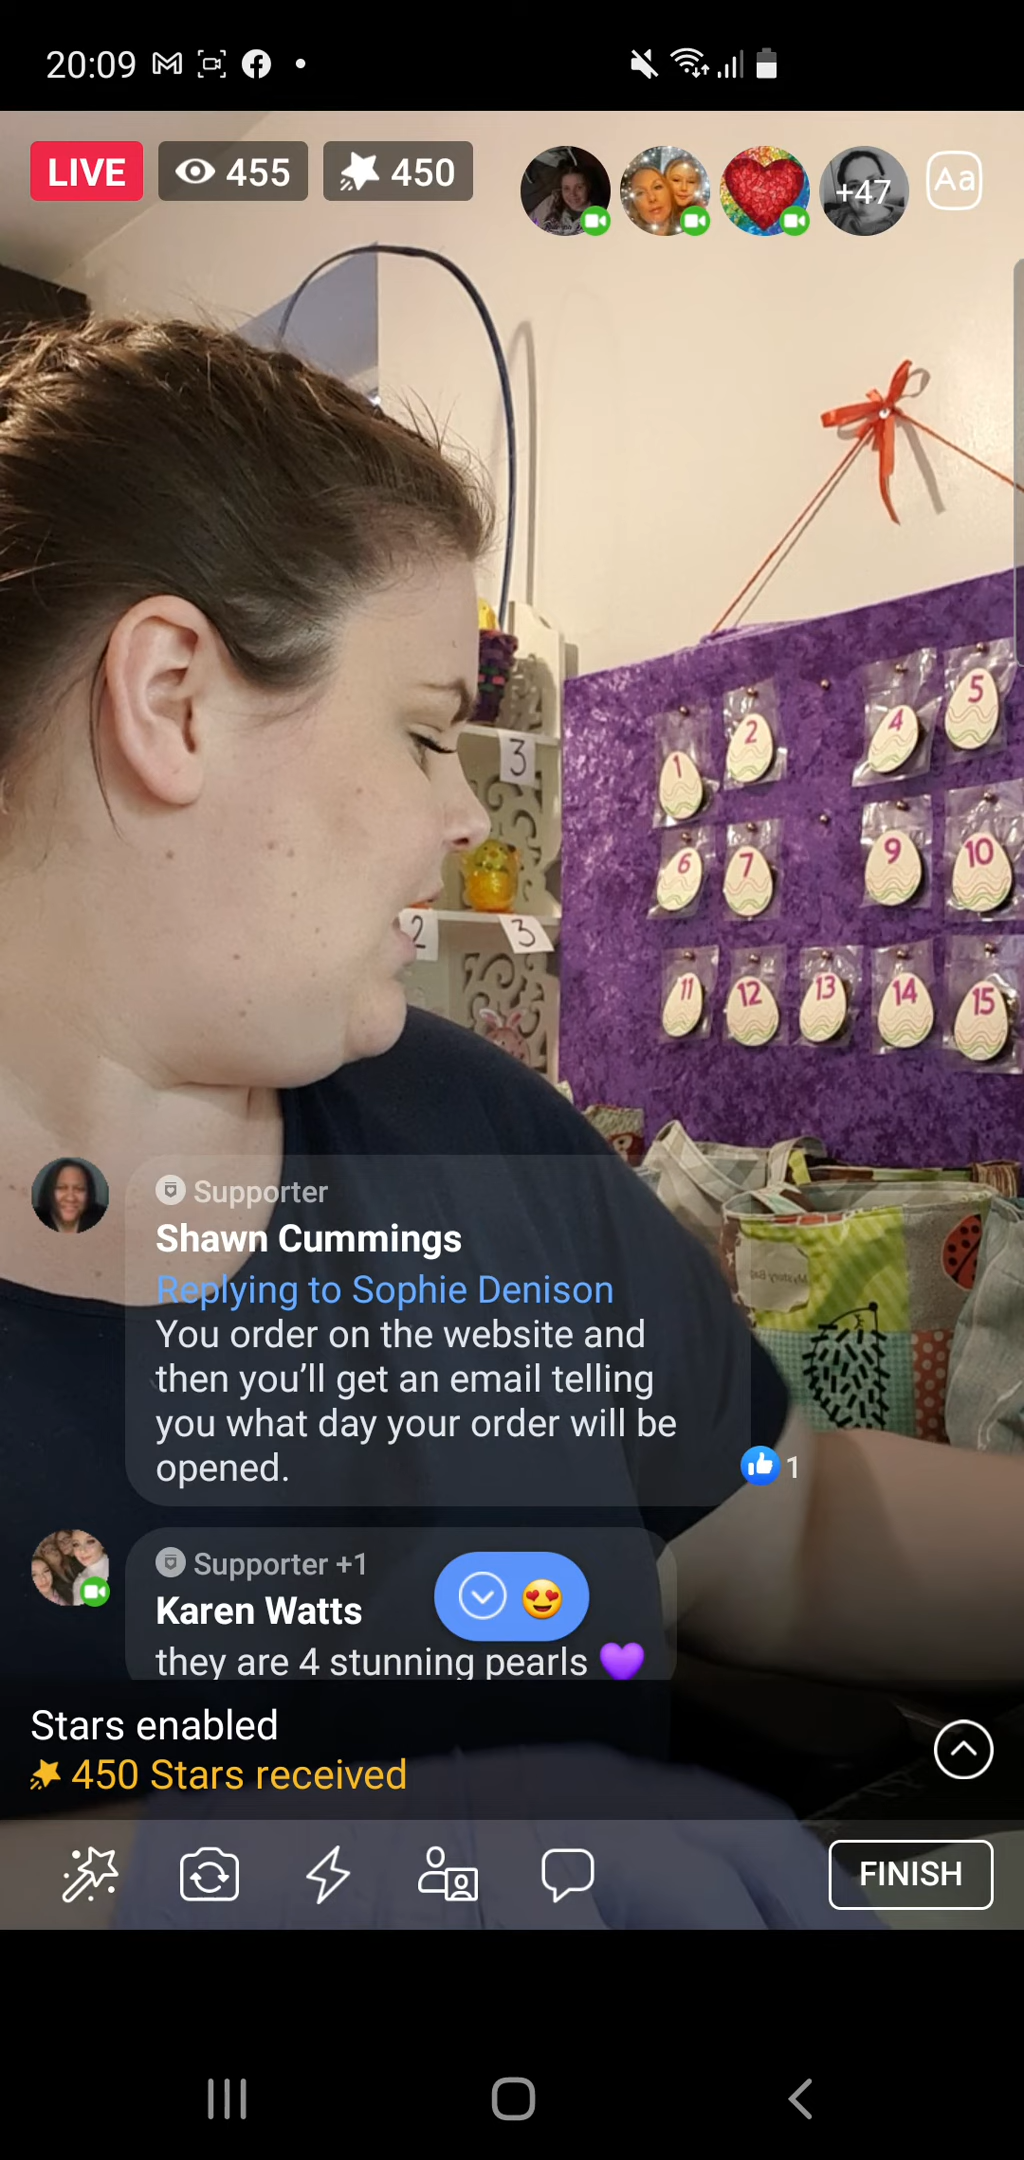 20:09
LIVE 455 450 +47 Aa
5
4
2
1
3
10
9
7
6
2 3
11 12 13 14 15
Supporter
Shawn Cummings
Replying to Sophie Denison
You order on the website and
then you’ll get an email telling
you what day your order will be
opened.
1
Supporter +1
Karen Watts
they are 4 stunning pearls 💜
Stars enabled
450 Stars received
FINISH
Mystery Bag